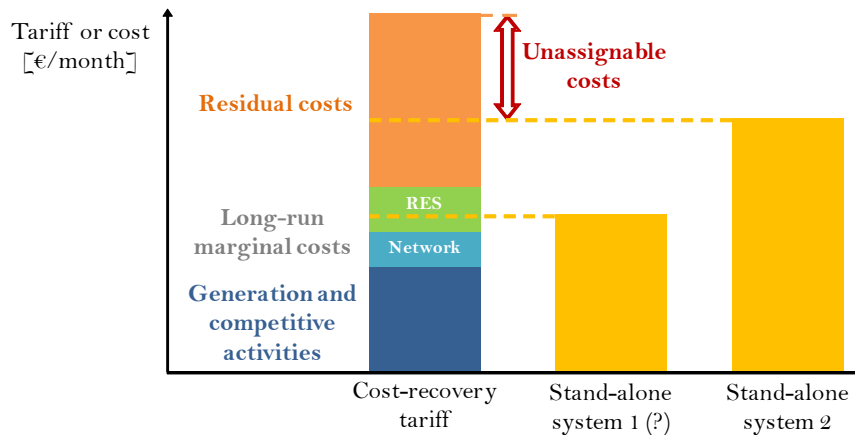 Tariff or cost
[€/month]
Unassignable
costs
Residual costs
RES
Long-run
marginal costs
Network
Generation and
competitive
activities
Cost-recovery
tariff
Stand-alone
system 1 (?)
Stand-alone
system 2